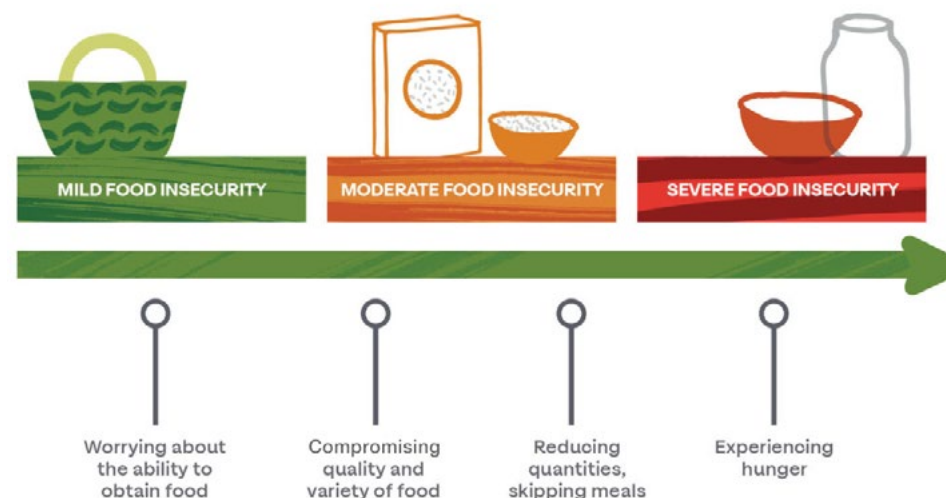 MILD FOOD INSECURITY
MODERATE FOOD INSECURITY
SEVERE FOOD INSECURITY
Worrying about
the ability to
obtain food
Compromising
quality and
variety of food
Reducing
quantities,
skipping meals
Experiencing
hunger